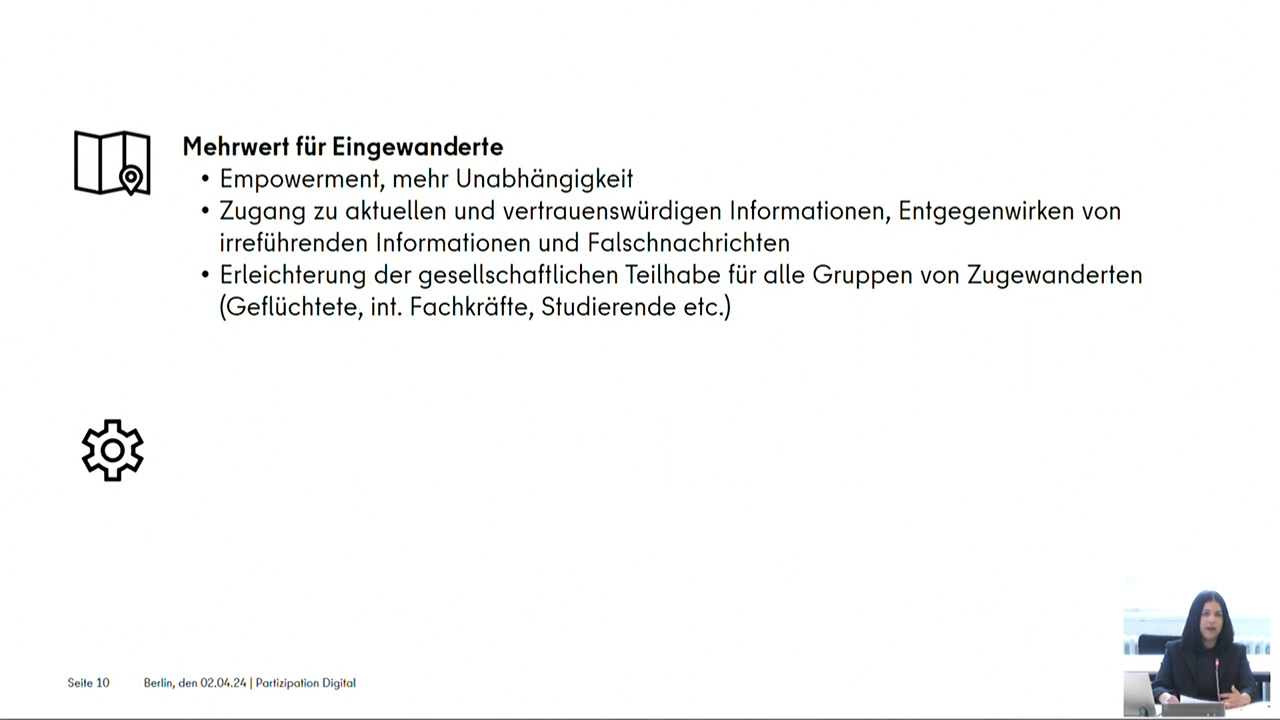 Mehrwert für Eingewanderte
• Empowerment, mehr Unabhängigkeit
• Zugang zu aktuellen und vertrauenswürdigen Informationen, Entgegenwirken von
irreführenden Informationen und Falschnachrichten
• Erleichterung der gesellschaftlichen Teilhabe für alle Gruppen von Zugewanderten
(Geflüchtete, int. Fachkräfte, Studierende etc.)
Seite 10 Berlin, den 02.04.24 | Partizipation Digital